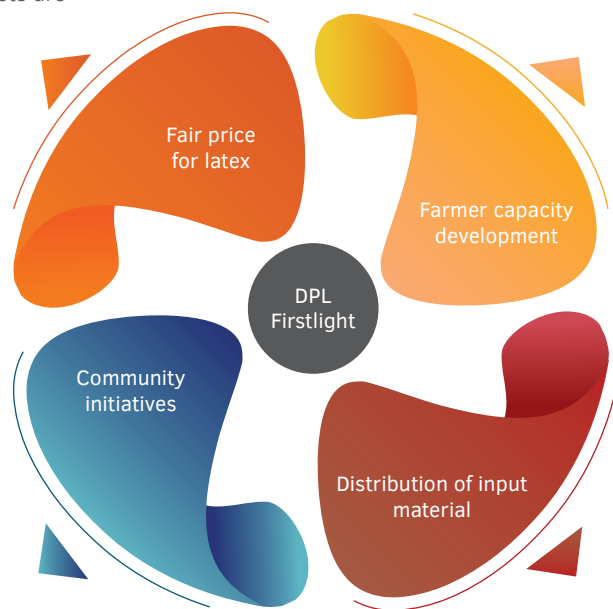 Fair price
for latex
Farmer capacity
development
DPL
Firstlight
Community
initiatives
Distribution of input
material